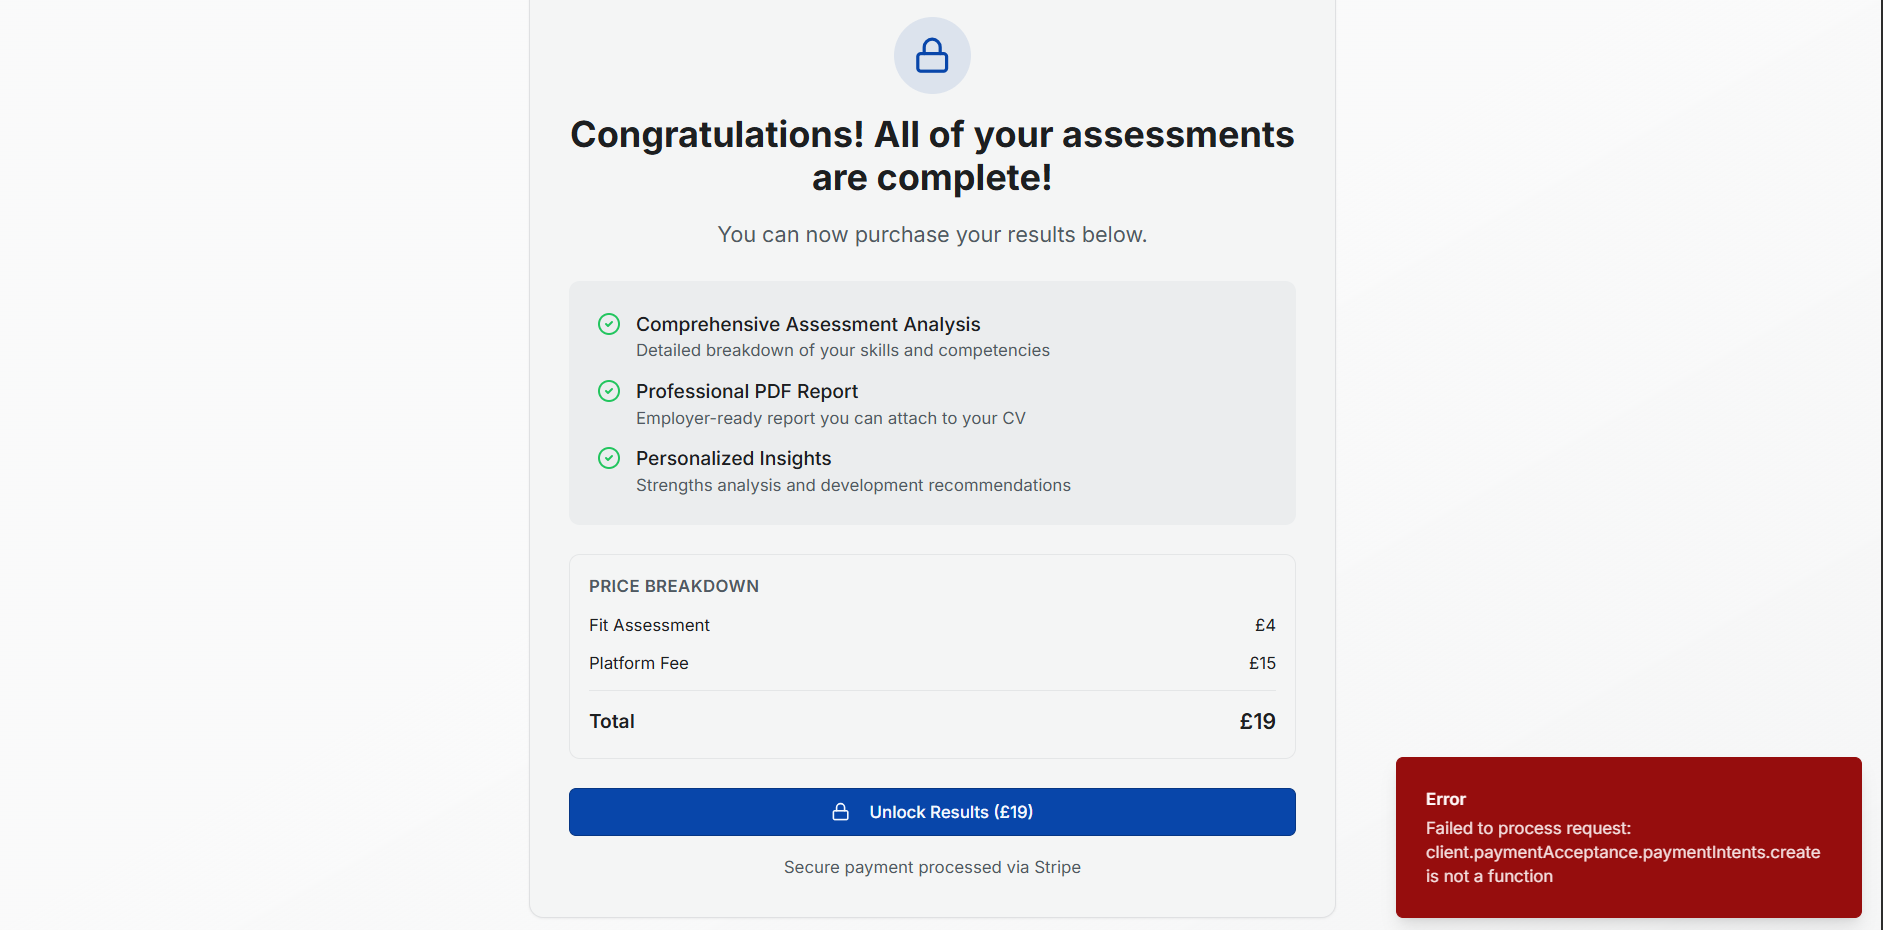 Congratulations! All of your assessments
are complete!
You can now purchase your results below.
Comprehensive Assessment Analysis
Detailed breakdown of your skills and competencies
Professional PDF Report
Employer-ready report you can attach to your CV
Personalized Insights
Strengths analysis and development recommendations
PRICE BREAKDOWN
Fit Assessment £4
Platform Fee £15
Total £19
Unlock Results (£19)
Secure payment processed via Stripe
Error
Failed to process request:
client.paymentAcceptance.paymentIntents.create
is not a function